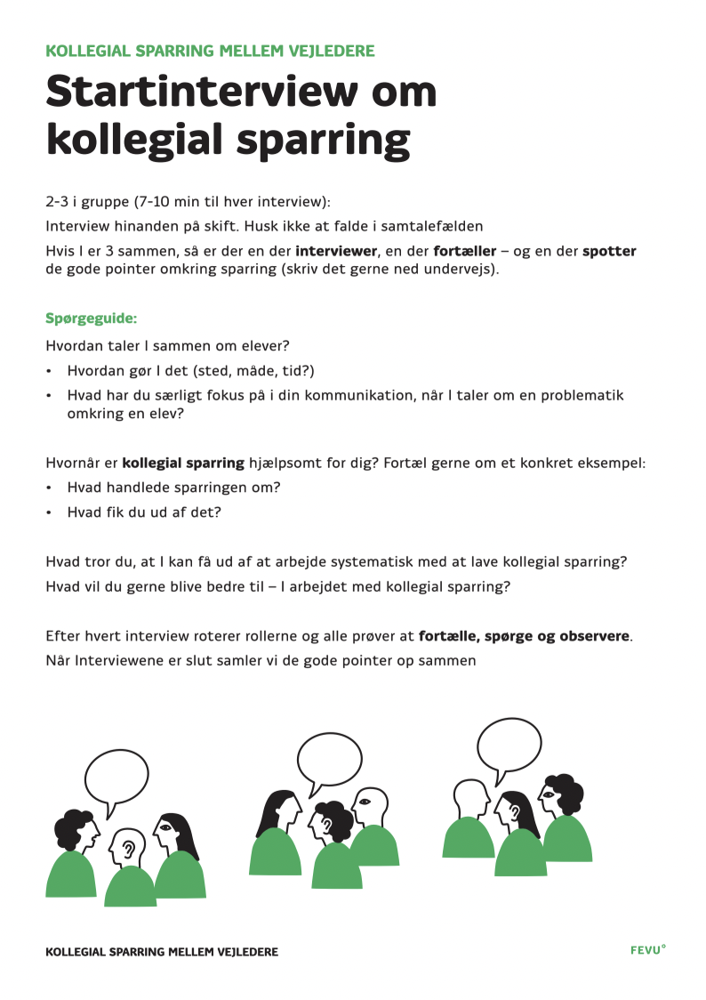 KOLLEGIAL SPARRING MELLEM VEJLEDERE
Startinterview om
kollegial sparring
2-3 i gruppe (7-10 min til hver interview):
Interview hinanden på skift. Husk ikke at falde i samtalefælden
Hvis I er 3 sammen, så er der en der interviewer, en der fortæller – og en der spotter
de gode pointer omkring sparring (skriv det gerne ned undervejs).
Spørgeguide:
Hvordan taler I sammen om elever?
• Hvordan gør I det (sted, måde, tid?)
• Hvad har du særligt fokus på i din kommunikation, når I taler om en problematik
omkring en elev?
Hvornår er kollegial sparring hjælpsomt for dig? Fortæl gerne om et konkret eksempel:
• Hvad handlede sparringen om?
• Hvad fik du ud af det?
Hvad tror du, at I kan få ud af at arbejde systematisk med at lave kollegial sparring?
Hvad vil du gerne blive bedre til – I arbejdet med kollegial sparring?
Efter hvert interview roterer rollerne og alle prøver at fortælle, spørge og observere.
Når Interviewene er slut samler vi de gode pointer op sammen
KOLLEGIAL SPARRING MELLEM VEJLEDERE
FEVU°